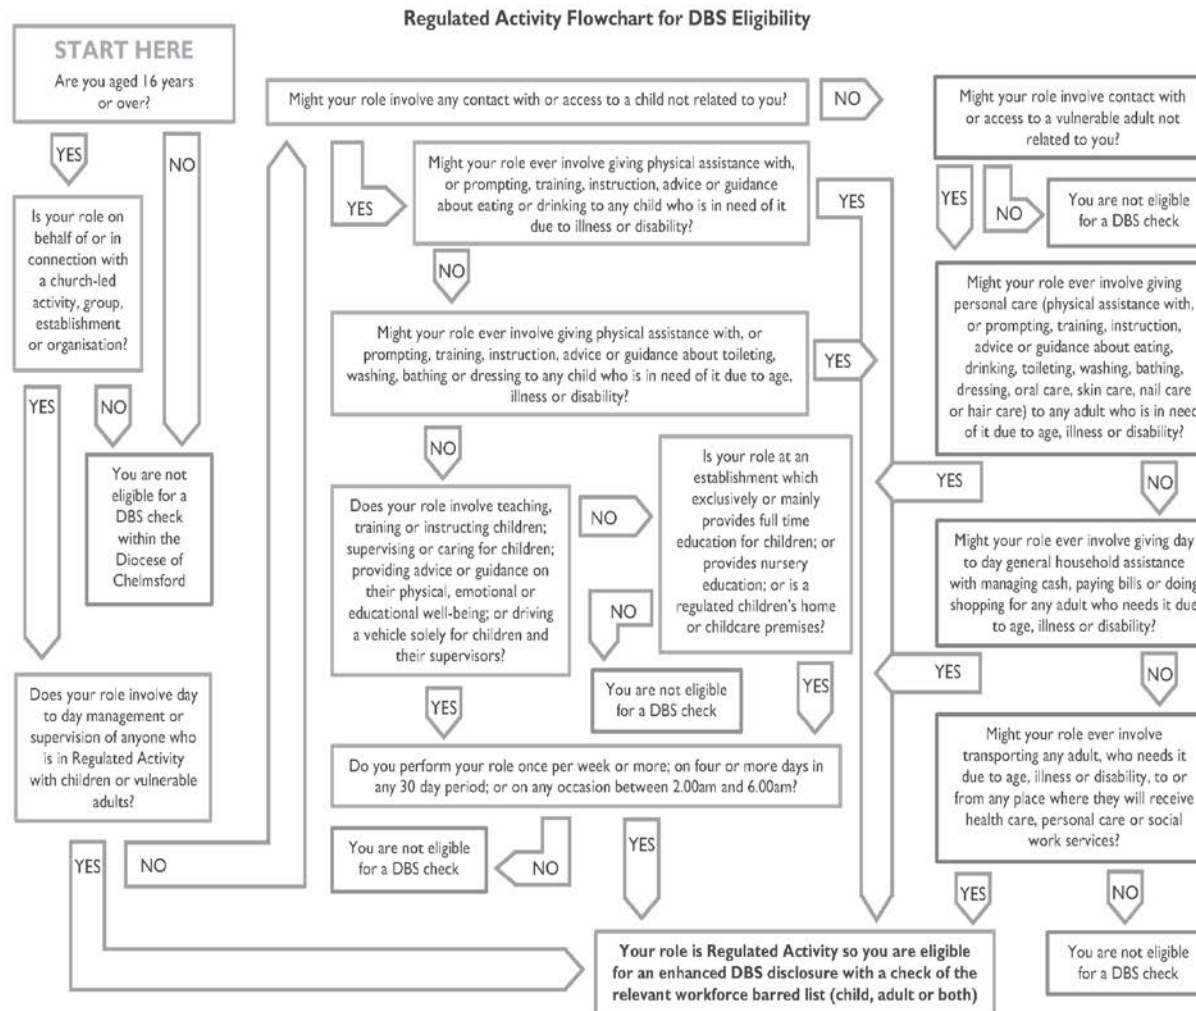 Regulated Activity Flowchart for DBS Eligibility
START HERE
Are you aged 16 years
or over?
YES
NO
Is your role on
behalf of or in
connection with
a church-led
activity, group,
establishment
or organisation?
YES
NO
You are not
eligible for a
DBS check
within the
Diocese of
Chelmsford
Does your role involve day
to day management or
supervision of anyone who
is in Regulated Activity
with children or vulnerable
adults?
YES
NO
Might your role involve any contact with or access to a child not related to you?
NO
YES
Might your role ever involve giving physical assistance with,
or prompting, training, instruction, advice or guidance
about eating or drinking to any child who is in need of it
due to illness or disability?
YES
NO
Might your role ever involve giving physical assistance with, or
prompting, training, instruction, advice or guidance about toileting,
washing, bathing or dressing to any child who is in need of it due to age,
illness or disability?
YES
NO
Does your role involve teaching,
training or instructing children;
supervising or caring for children;
providing advice or guidance on
their physical, emotional or
educational well-being; or driving
a vehicle solely for children and
their supervisors?
NO
YES
Is your role at an
establishment which
exclusively or mainly
provides full time
education for children; or
provides nursery
education; or is a
regulated children's home
or childcare premises?
NO
YES
You are not eligible
for a DBS check
Do you perform your role once per week or more; on four or more days in
any 30 day period; or on any occasion between 2.00am and 6.00am?
NO
YES
You are not eligible
for a DBS check
Might your role involve contact with
or access to a vulnerable adult not
related to you?
YES
NO
You are not eligible
for a DBS check
Might your role ever involve giving
personal care (physical assistance with,
or prompting, training, instruction,
advice or guidance about eating,
drinking, toileting, washing, bathing,
dressing, oral care, skin care, nail care
or hair care) to any adult who is in need
of it due to age, illness or disability?
YES
NO
Might your role ever involve giving day
to day general household assistance
with managing cash, paying bills or doing
shopping for any adult who needs it due
to age, illness or disability?
YES
NO
Might your role ever involve
transporting any adult, who needs it
due to age, illness or disability, to or
from any place where they will receive
health care, personal care or social
work services?
YES
NO
You are not eligible
for a DBS check
Your role is Regulated Activity so you are eligible
for an enhanced DBS disclosure with a check of the
relevant workforce barred list (child, adult or both)